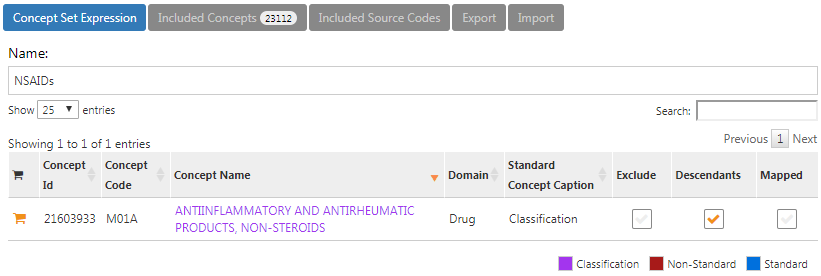 Concept Set Expression Included Concepts 23112 Included Source Codes Export Import
Name:
NSAIDs
Show 25 entries Search:
Showing 1 to 1 of 1 entries Previous 1 Next
Concept Id Concept Code Concept Name Domain Standard Concept Caption Exclude Descendants Mapped
21603933 M01A ANTIINFLAMMATORY AND ANTIRHEUMATIC PRODUCTS, NON-STEROIDS Drug Classification
Classification Non-Standard Standard